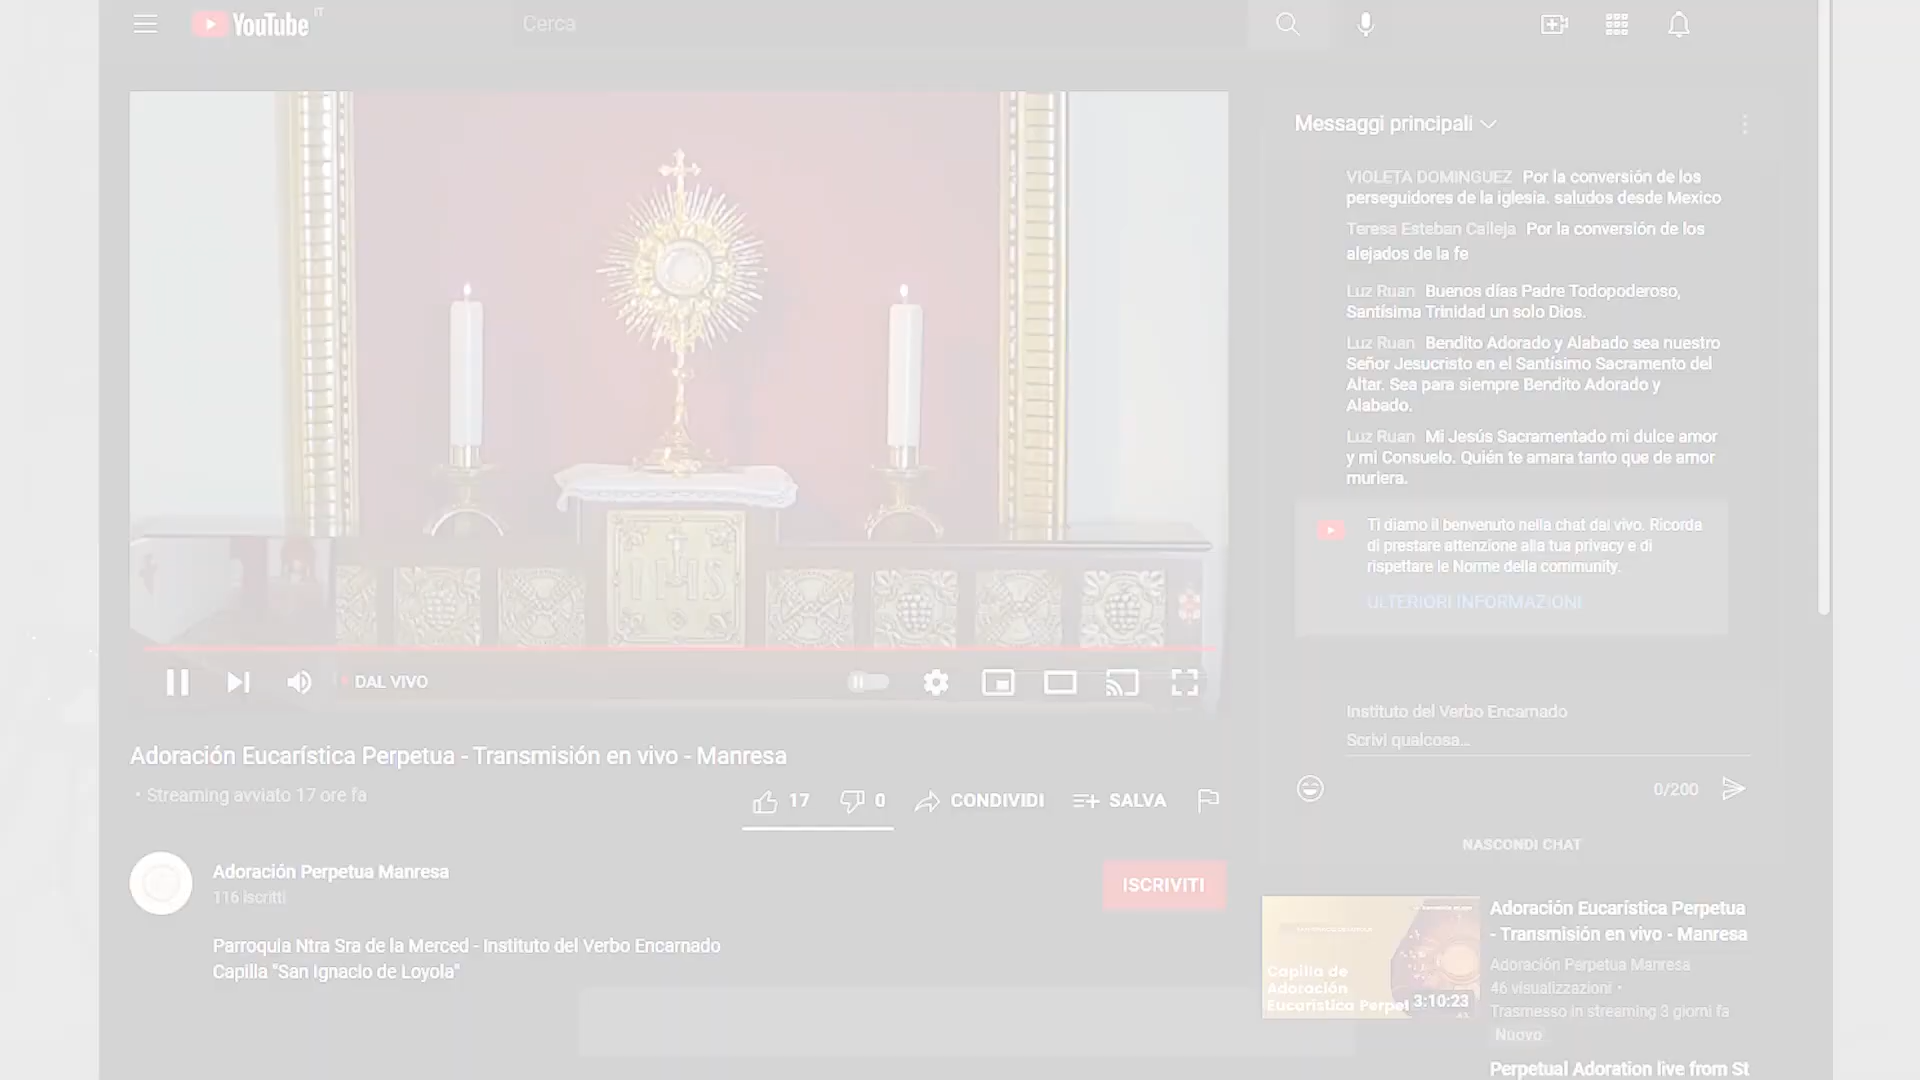 YouTube IT
Cerca
Messaggi principali
VIOLETA DOMINGUEZ Por la conversión de los
perseguidores de la iglesia. saludos desde Mexico
Teresa Esteban Calleja Por la conversión de los
alejados de la fe
Luz Ruan Buenos días Padre Todopoderoso,
Santísima Trinidad un solo Dios.
Luz Ruan Bendito Adorado y Alabado sea nuestro
Señor Jesucristo en el Santísimo Sacramento del
Altar. Sea para siempre Bendito Adorado y
Alabado.
Luz Ruan Mi Jesús Sacramentado mi dulce amor
y mi Consuelo. Quién te amara tanto que de amor
muriera.
Ti diamo il benvenuto nella chat dal vivo. Ricorda
di prestare attenzione alla tua privacy e di
rispettare le Norme della community.
ULTERIORI INFORMAZIONI
IHS
DAL VIVO
Instituto del Verbo Encarnado
Scrivi qualcosa...
0/200
NASCONDI CHAT
Adoración Eucarística Perpetua - Transmisión en vivo - Manresa
• Streaming avviato 17 ore fa
17 0 CONDIVIDI SALVA
Adoración Perpetua Manresa
116 iscritti
ISCRIVITI
Parroquia Ntra Sra de la Merced - Instituto del Verbo Encarnado
Capilla "San Ignacio de Loyola"
Capilla de
Adoración
Eucarística Perpet
3:10:23
Adoración Eucarística Perpetua
- Transmisión en vivo - Manresa
Adoración Perpetua Manresa
46 visualizzazioni •
Trasmesso in streaming 3 giorni fa
Nuovo
Perpetual Adoration live from St